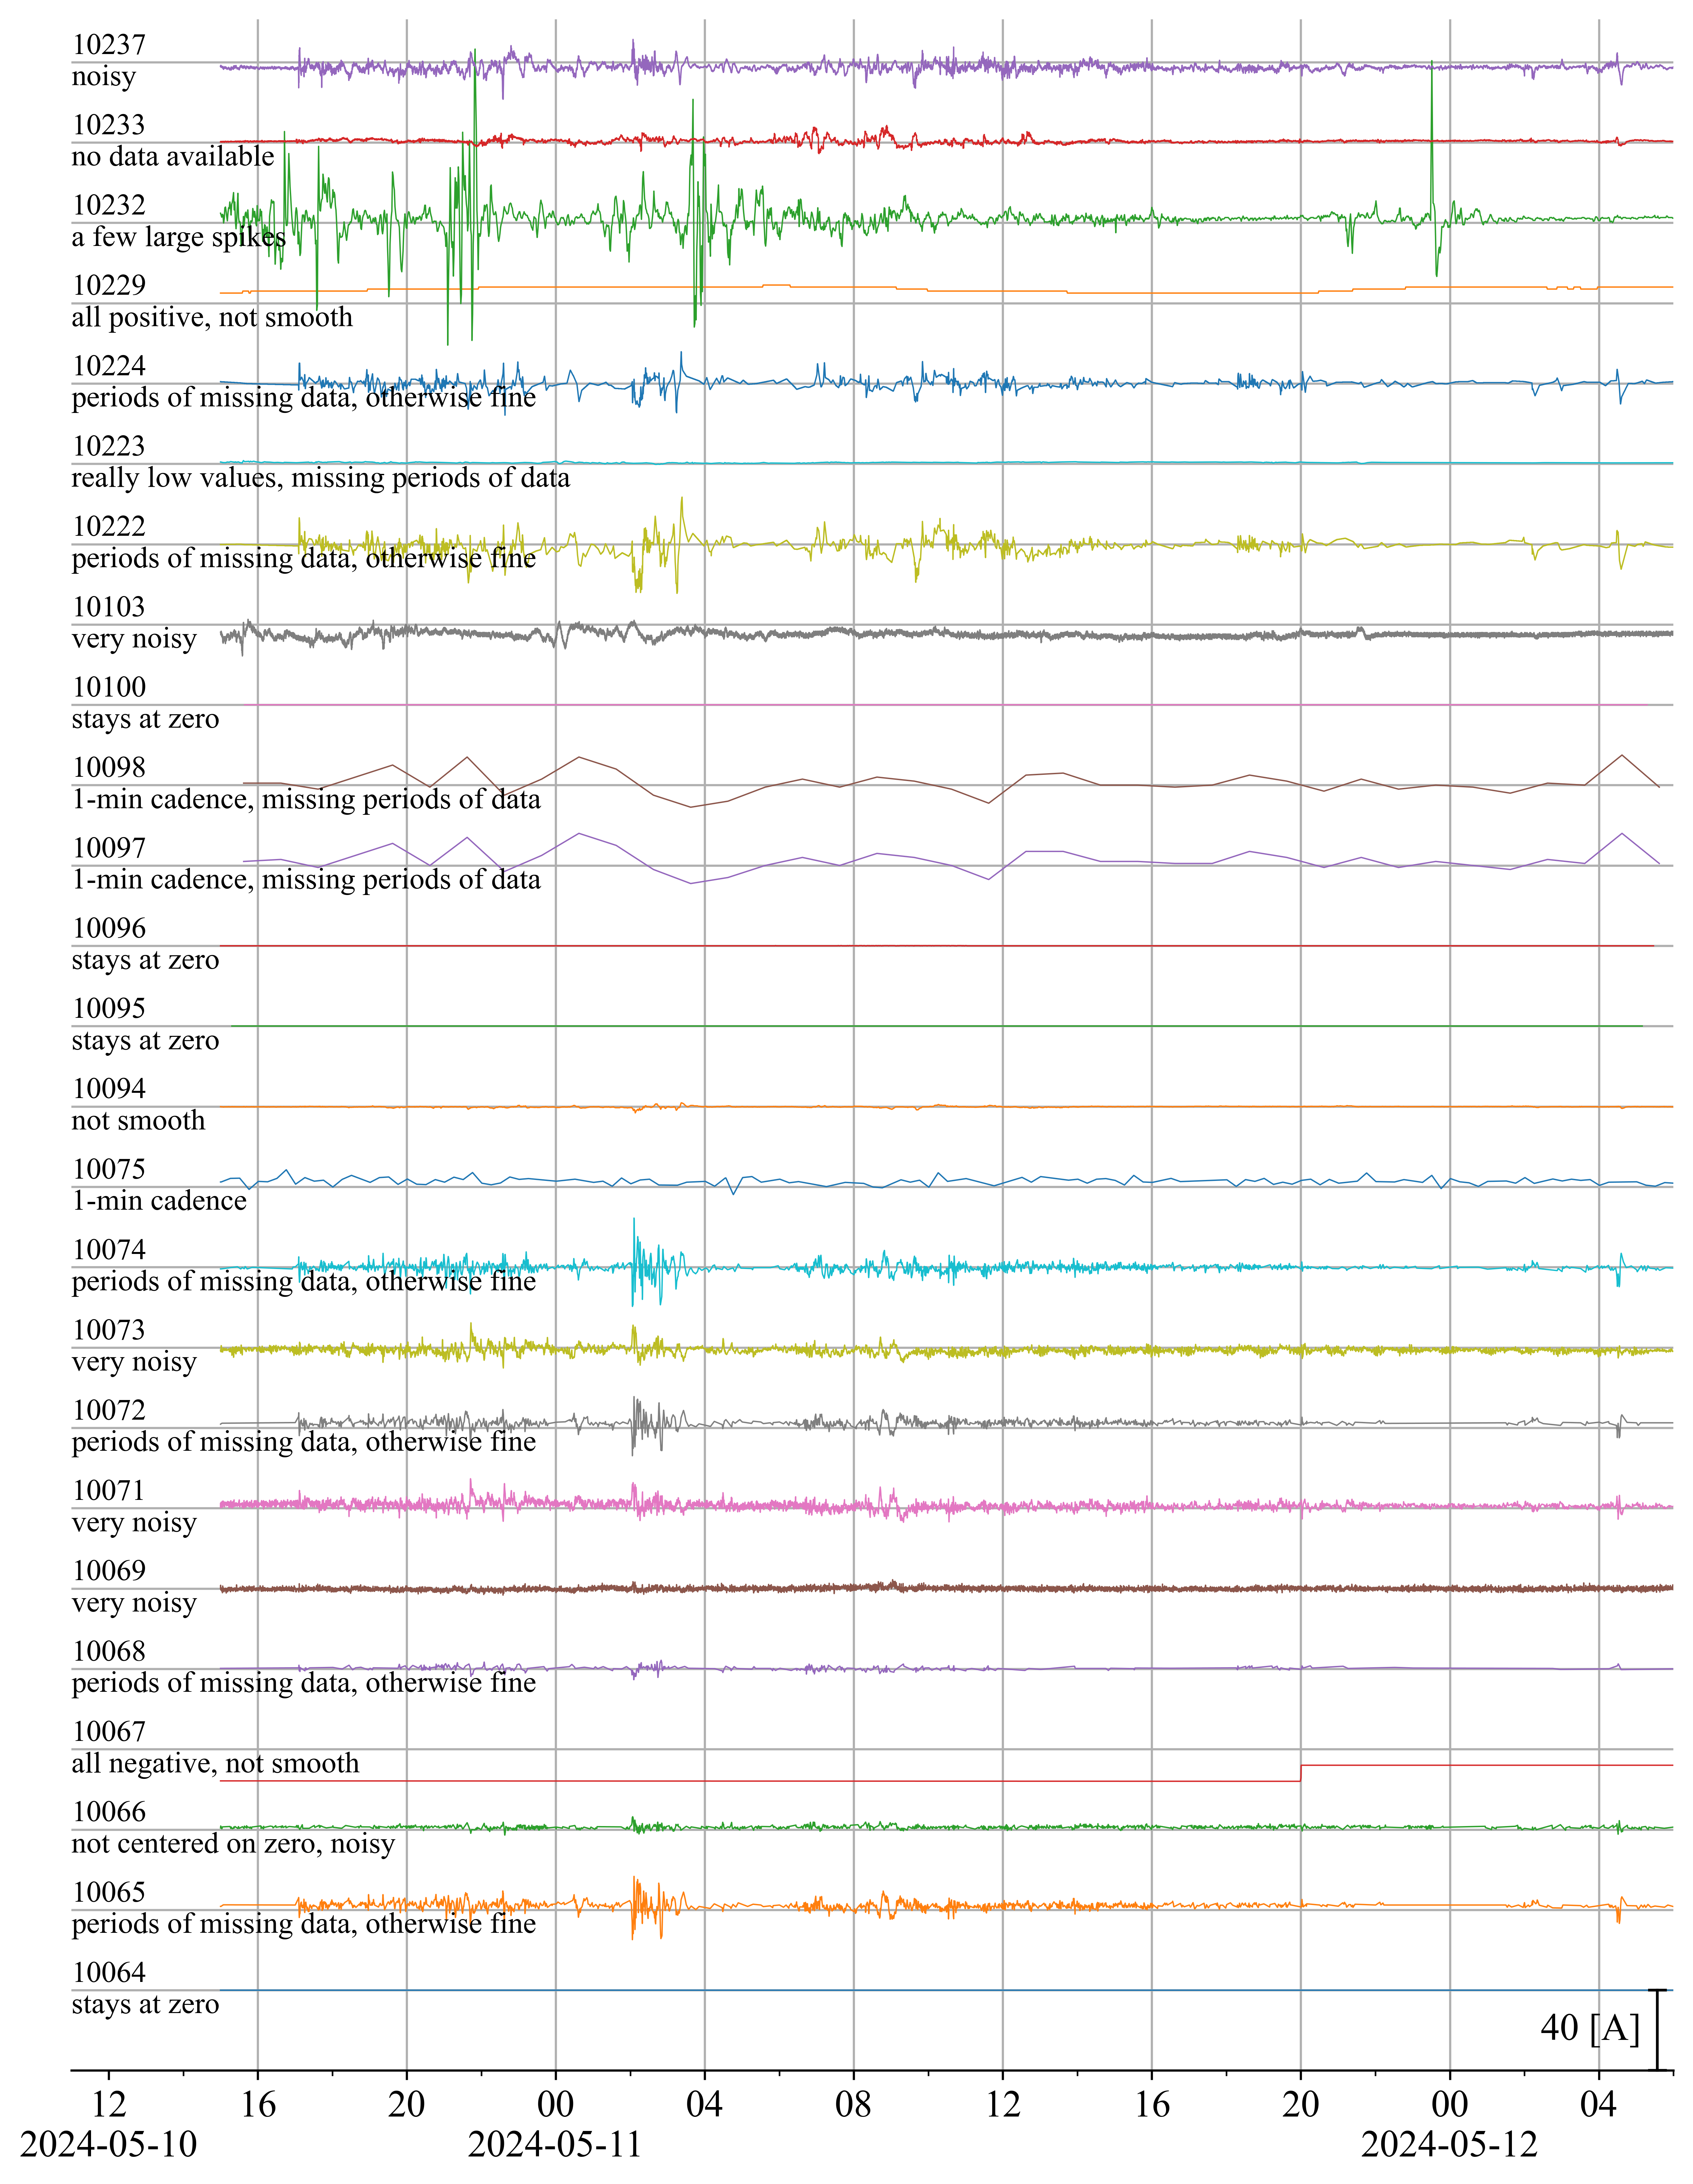 10237
noisy
10233
no data available
10232
a few large spikes
10229
all positive, not smooth
10224
periods of missing data, otherwise fine
10223
really low values, missing periods of data
10222
periods of missing data, otherwise fine
10103
very noisy
10100
stays at zero
10098
1-min cadence, missing periods of data
10097
1-min cadence, missing periods of data
10096
stays at zero
10095
stays at zero
10094
not smooth
10075
1-min cadence
10074
periods of missing data, otherwise fine
10073
very noisy
10072
periods of missing data, otherwise fine
10071
very noisy
10069
very noisy
10068
periods of missing data, otherwise fine
10067
all negative, not smooth
10066
not centered on zero, noisy
10065
periods of missing data, otherwise fine
10064
stays at zero
40 [A]
12 16 20 00 04 08 12 16 20 00 04
2024-05-10 2024-05-11 2024-05-12